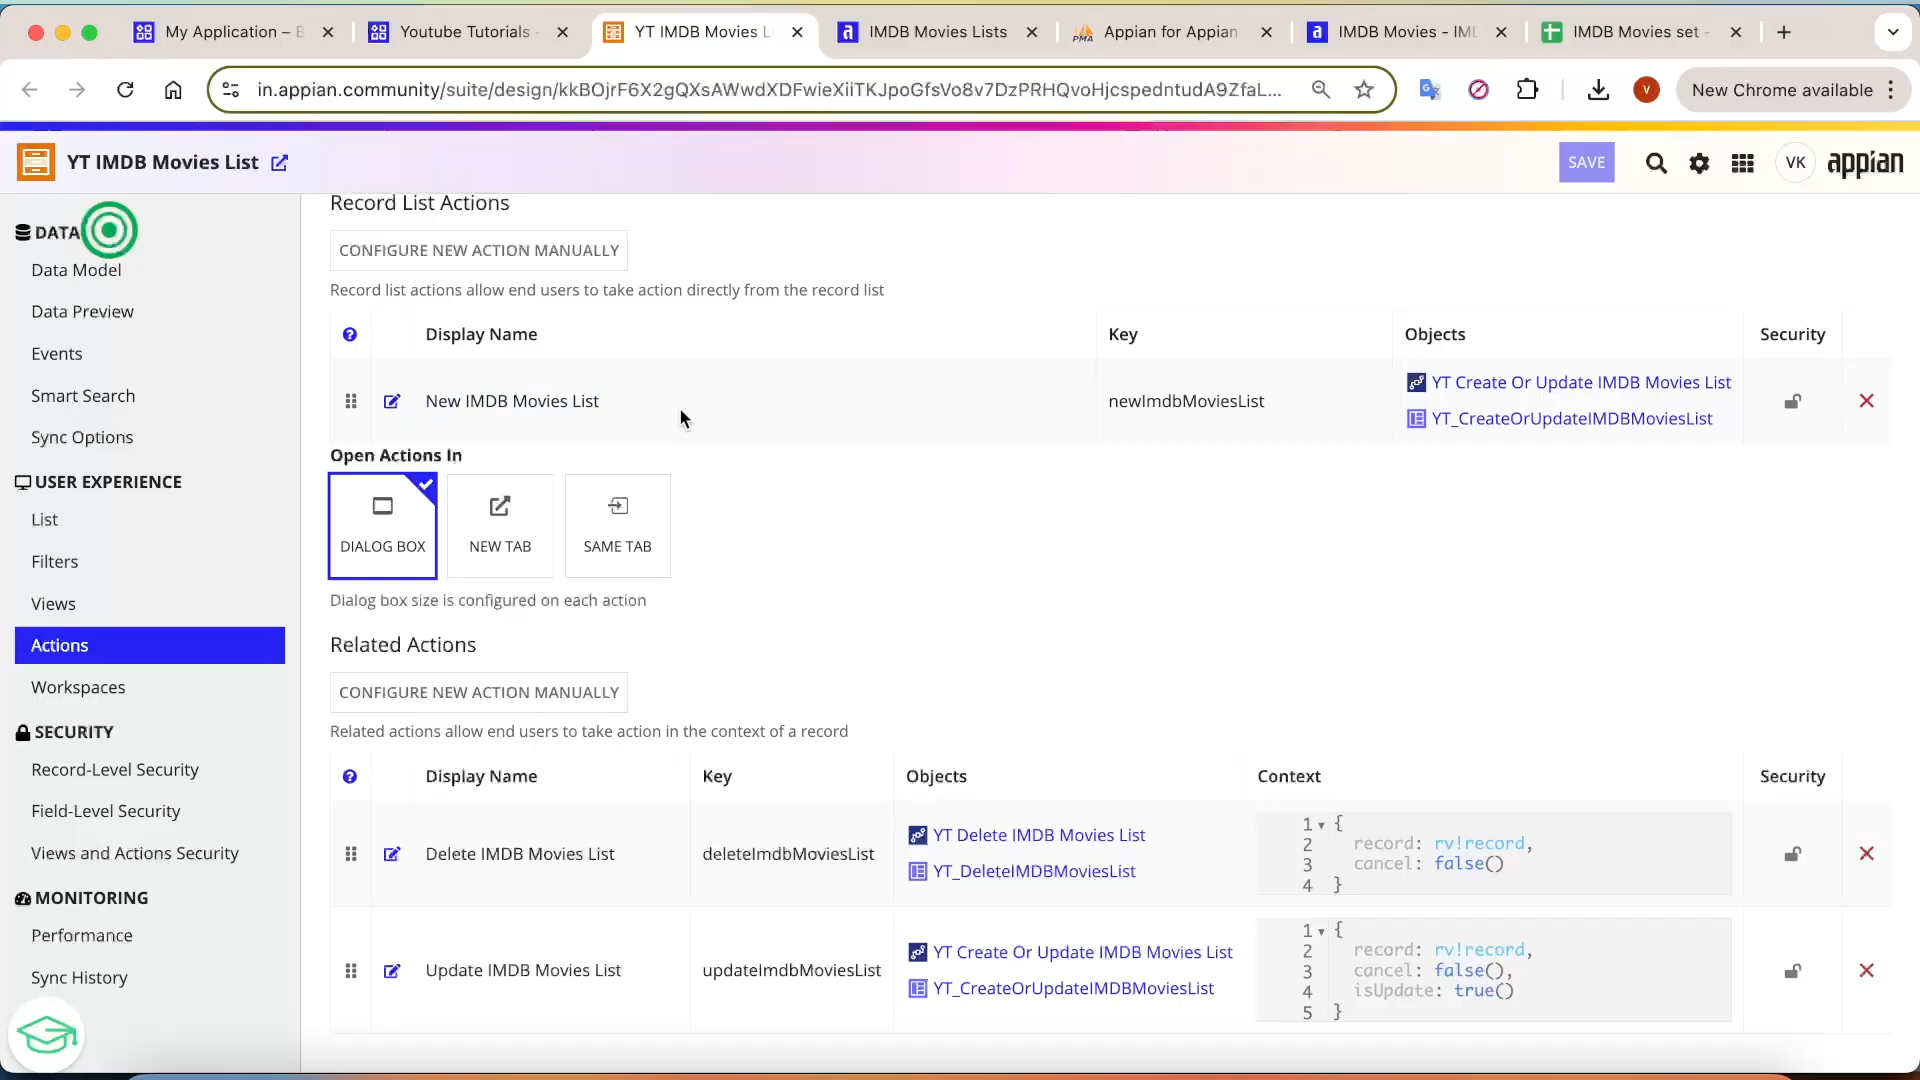 My Application – B
Youtube Tutorials -
YT IMDB Movies L
IMDB Movies Lists
PMA
Appian for Appian
IMDB Movies - IM
IMDB Movies set -
in.appian.community/suite/design/kkBOjrF6X2gQXsAWwdXDFwieXiiTKJpoGfsVo8v7DzPRHQvoHjcspedntudA9ZfaL...
V
New Chrome available
YT IMDB Movies List
SAVE
VK
appian
DATA
Data Model
Data Preview
Events
Smart Search
Sync Options
USER EXPERIENCE
List
Filters
Views
Actions
Workspaces
SECURITY
Record-Level Security
Field-Level Security
Views and Actions Security
MONITORING
Performance
Sync History
Record List Actions
CONFIGURE NEW ACTION MANUALLY
Record list actions allow end users to take action directly from the record list
Display Name Key Objects Security
New IMDB Movies List newImdbMoviesList YT Create Or Update IMDB Movies List
YT_CreateOrUpdateIMDBMoviesList
Open Actions In
DIALOG BOX NEW TAB SAME TAB
Dialog box size is configured on each action
Related Actions
CONFIGURE NEW ACTION MANUALLY
Related actions allow end users to take action in the context of a record
Display Name Key Objects Context Security
Delete IMDB Movies List deleteImdbMoviesList YT Delete IMDB Movies List
YT_DeleteIMDBMoviesList
1 {
2 record: rv!record,
3 cancel: false()
4 }
Update IMDB Movies List updateImdbMoviesList YT Create Or Update IMDB Movies List
YT_CreateOrUpdateIMDBMoviesList
1 {
2 record: rv!record,
3 cancel: false(),
4 isUpdate: true()
5 }